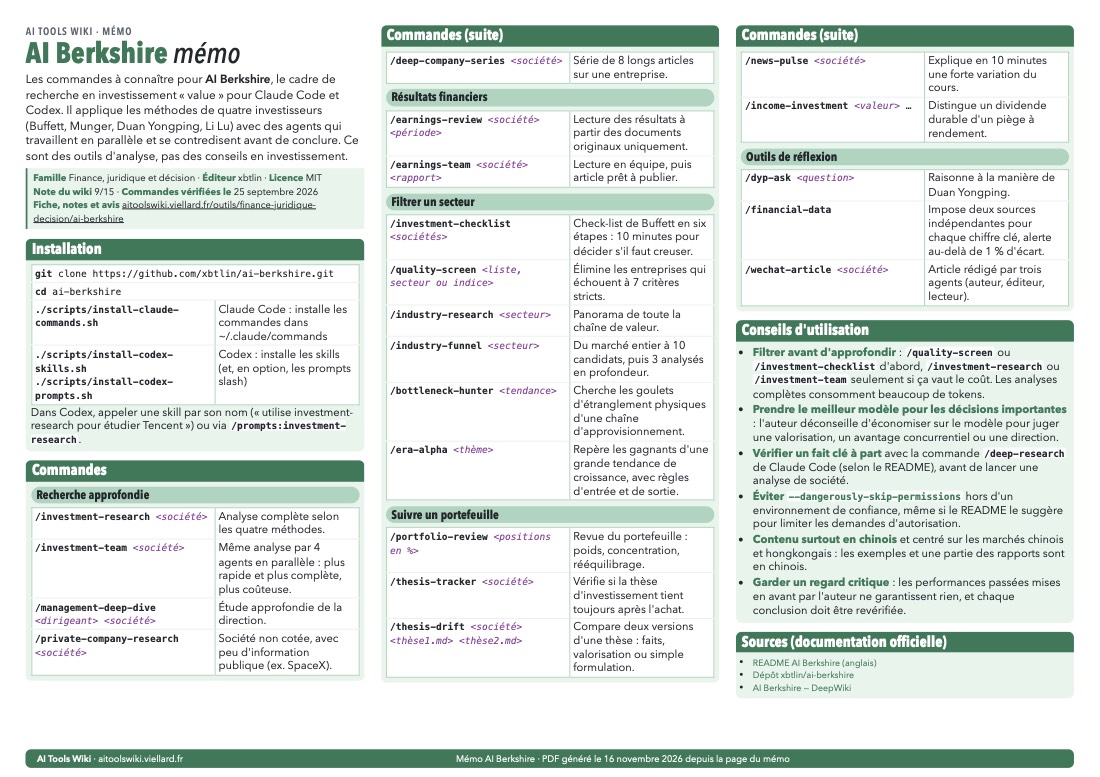 AI TOOLS WIKI · MÉMO
AI Berkshire mémo
Les commandes à connaître pour AI Berkshire, le cadre de
recherche en investissement « value » pour Claude Code et
Codex. Il applique les méthodes de quatre investisseurs
(Buffett, Munger, Duan Yongping, Li Lu) avec des agents qui
travaillent en parallèle et se contredisent avant de conclure. Ce
sont des outils d'analyse, pas des conseils en investissement.
Famille Finance, juridique et décision · Éditeur xbtlin · Licence MIT
Note du wiki 9/15 · Commandes vérifiées le 25 septembre 2026
Fiche, notes et avis aitoolswiki.viellard.fr/outils/finance-juridique-
decision/ai-berkshire
Installation
git clone https://github.com/xbtlin/ai-berkshire.git
cd ai-berkshire
./scripts/install-claude-
commands.sh
Claude Code : installe les
commandes dans
~/.claude/commands
./scripts/install-codex-
skills.sh
./scripts/install-codex-
prompts.sh
Codex : installe les skills
(et, en option, les prompts
slash)
Dans Codex, appeler une skill par son nom (« utilise investment-
research pour étudier Tencent ») ou via /prompts:investment-
research.
Commandes
Recherche approfondie
/investment-research <société>
Analyse complète selon
les quatre méthodes.
/investment-team <société>
Même analyse par 4
agents en parallèle : plus
rapide et plus complète,
plus coûteuse.
/management-deep-dive
<dirigeant> <société>
Étude approfondie de la
direction.
/private-company-research
<société>
Société non cotée, avec
peu d'information
publique (ex. SpaceX).
Commandes (suite)
/deep-company-series <société>
Série de 8 longs articles
sur une entreprise.
Résultats financiers
/earnings-review <société>
<période>
Lecture des résultats à
partir des documents
originaux uniquement.
/earnings-team <société>
<rapport>
Lecture en équipe, puis
article prêt à publier.
Filtrer un secteur
/investment-checklist
<sociétés>
Check-list de Buffett en six
étapes : 10 minutes pour
décider s'il faut creuser.
/quality-screen <liste,
secteur ou indice>
Élimine les entreprises qui
échouent à 7 critères
stricts.
/industry-research <secteur>
Panorama de toute la
chaîne de valeur.
/industry-funnel <secteur>
Du marché entier à 10
candidats, puis 3 analysés
en profondeur.
/bottleneck-hunter <tendance>
Cherche les goulets
d'étranglement physiques
d'une chaîne
d'approvisionnement.
/era-alpha <thème>
Repère les gagnants d'une
grande tendance de
croissance, avec règles
d'entrée et de sortie.
Suivre un portefeuille
/portfolio-review <positions
en %>
Revue du portefeuille :
poids, concentration,
rééquilibrage.
/thesis-tracker <société>
Vérifie si la thèse
d'investissement tient
toujours après l'achat.
/thesis-drift <société>
<thèse1.md> <thèse2.md>
Compare deux versions
d'une thèse : faits,
valorisation ou simple
formulation.
Commandes (suite)
/news-pulse <société>
Explique en 10 minutes
une forte variation du
cours.
/income-investment <valeur> …
Distingue un dividende
durable d'un piège à
rendement.
Outils de réflexion
/dyp-ask <question>
Raisonne à la manière de
Duan Yongping.
/financial-data
Impose deux sources
indépendantes pour
chaque chiffre clé, alerte
au-delà de 1 % d'écart.
/wechat-article <société>
Article rédigé par trois
agents (auteur, éditeur,
lecteur).
Conseils d'utilisation
• Filtrer avant d'approfondir : /quality-screen ou
/investment-checklist d'abord, /investment-research ou
/investment-team seulement si ça vaut le coût. Les analyses
complètes consomment beaucoup de tokens.
• Prendre le meilleur modèle pour les décisions importantes
: l'auteur déconseille d'économiser sur le modèle pour juger
une valorisation, un avantage concurrentiel ou une direction.
• Vérifier un fait clé à part avec la commande /deep-research
de Claude Code (selon le README), avant de lancer une
analyse de société.
• Éviter --dangerously-skip-permissions hors d'un
environnement de confiance, même si le README le suggère
pour limiter les demandes d'autorisation.
• Contenu surtout en chinois et centré sur les marchés chinois
et hongkongais : les exemples et une partie des rapports sont
en chinois.
• Garder un regard critique : les performances passées mises
en avant par l'auteur ne garantissent rien, et chaque
conclusion doit être revérifiée.
Sources (documentation officielle)
• README AI Berkshire (anglais)
• Dépôt xbtlin/ai-berkshire
• AI Berkshire — DeepWiki
AI Tools Wiki · aitoolswiki.viellard.fr
Mémo AI Berkshire · PDF généré le 16 novembre 2026 depuis la page du mémo